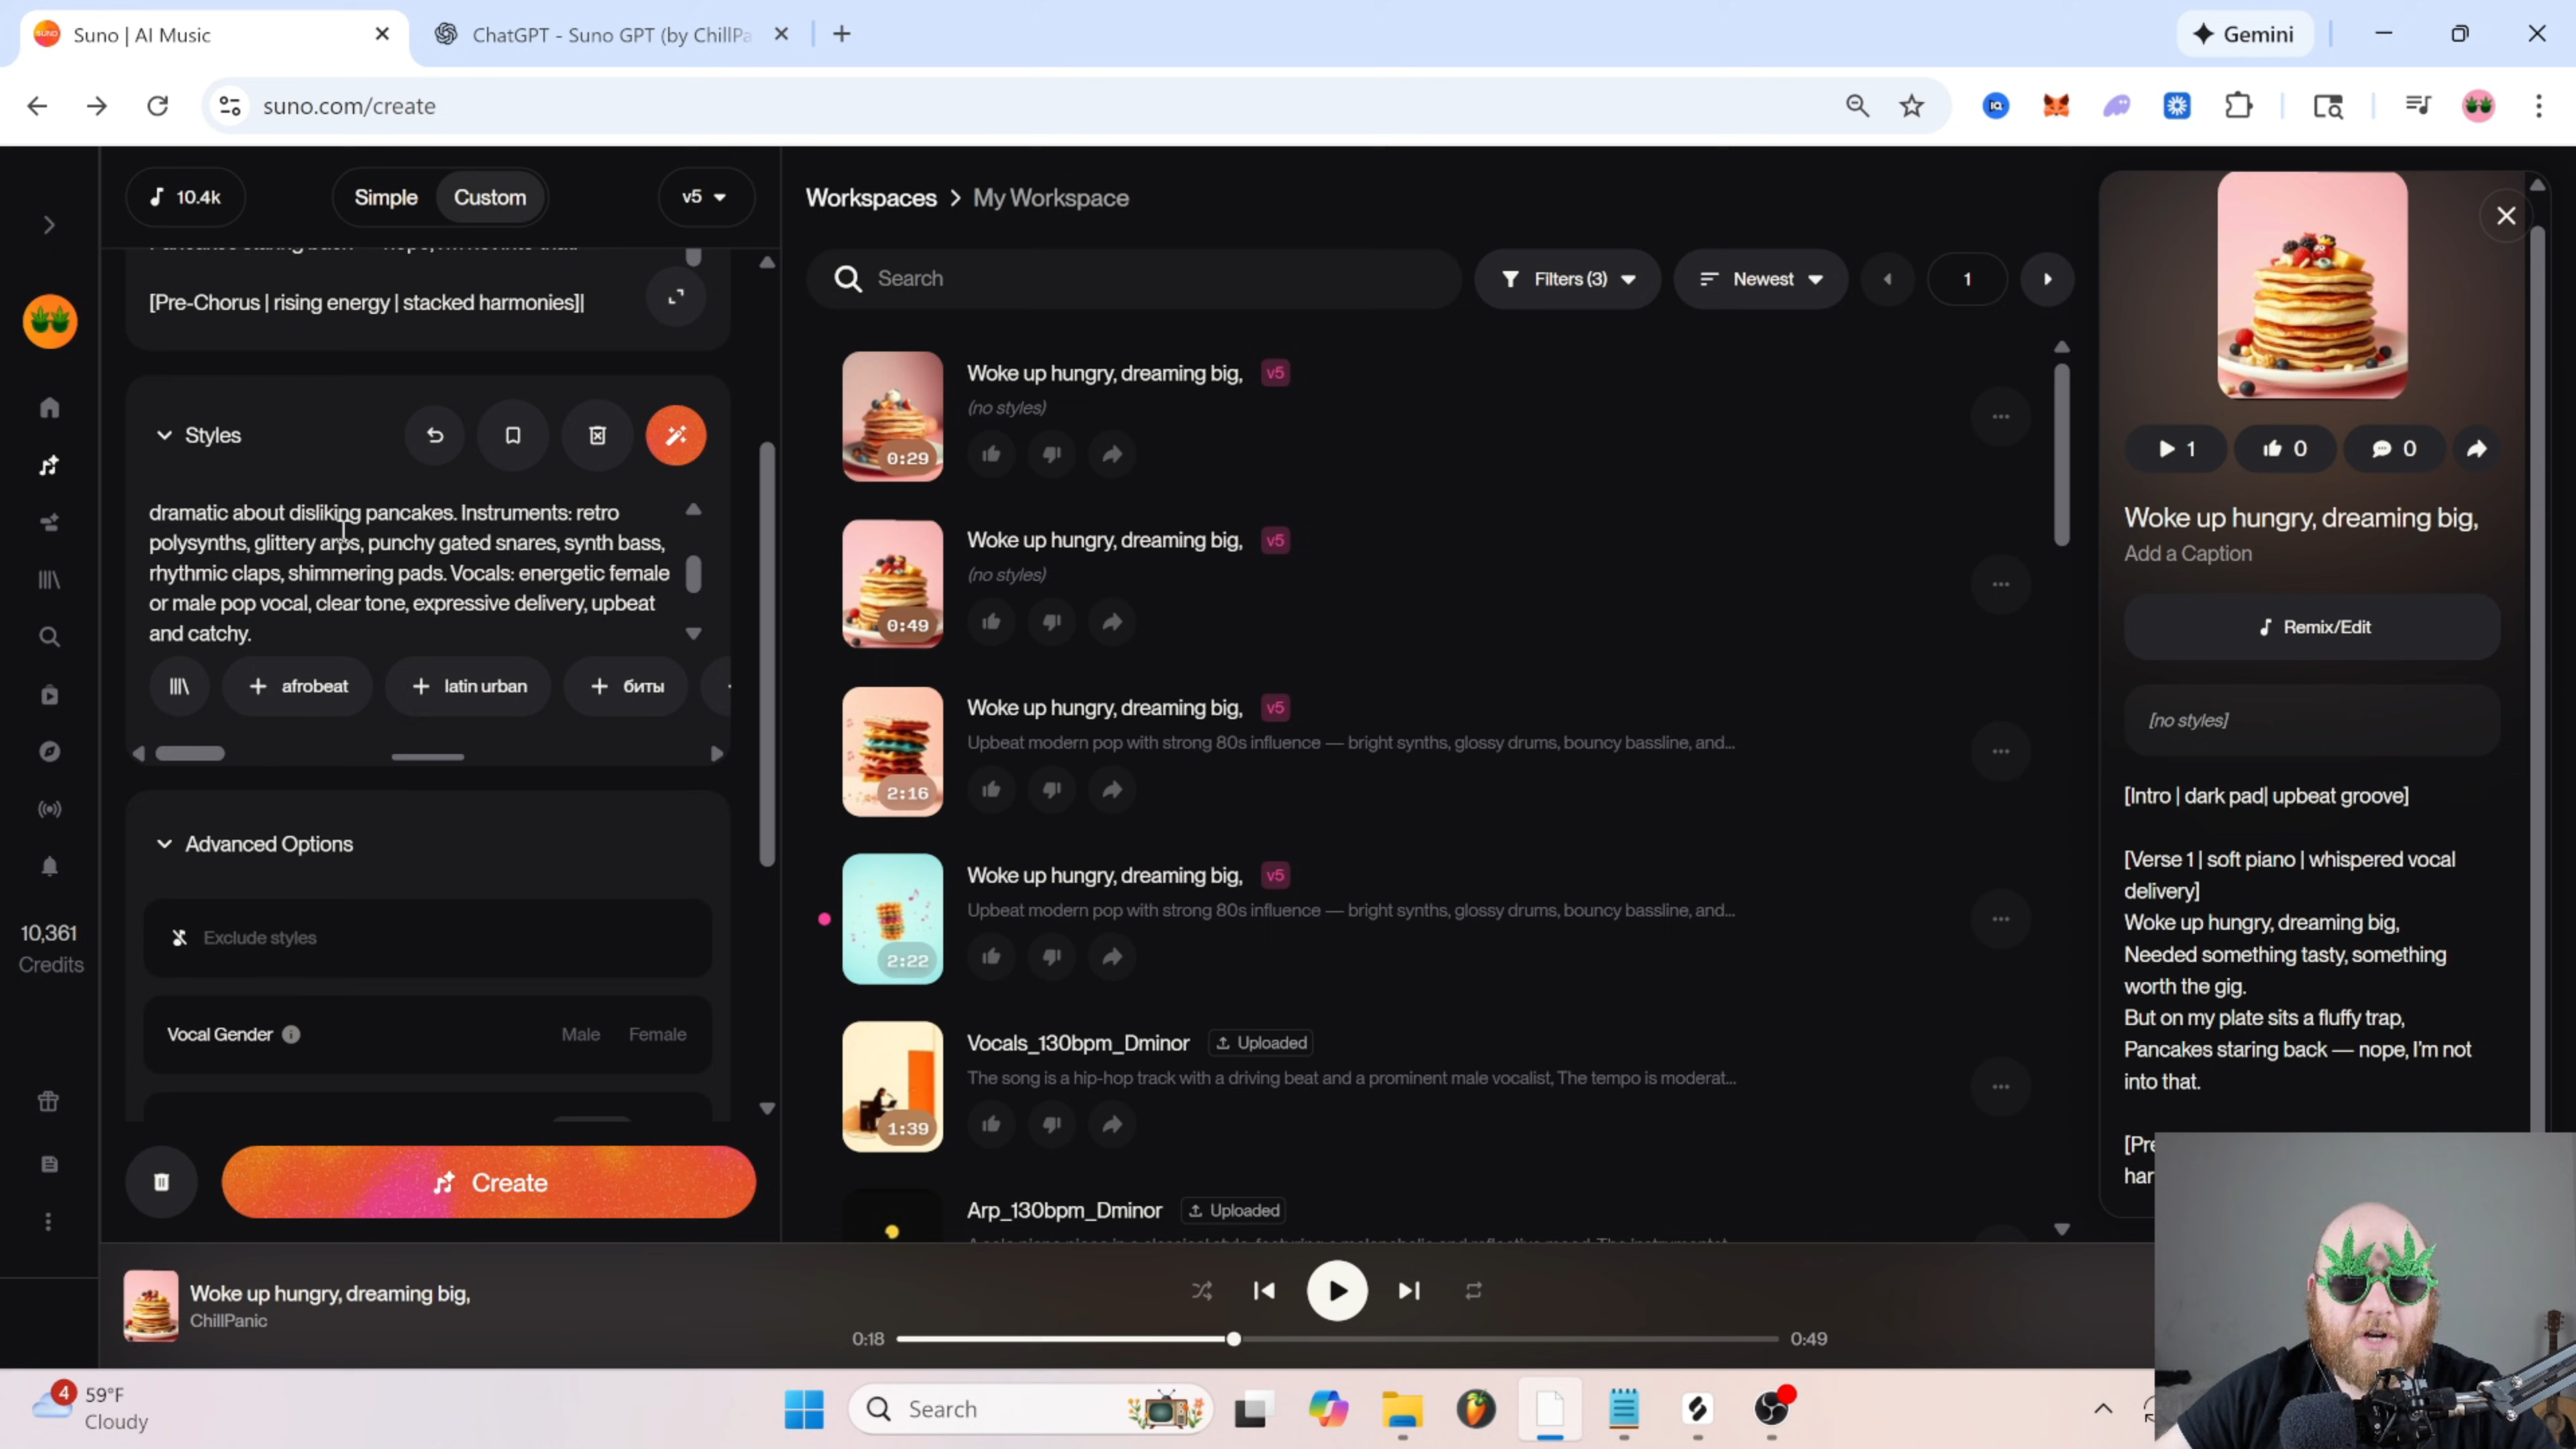 Suno | AI Music
ChatGPT - Suno GPT (by ChillPa
Gemini
suno.com/create
10.4k
Simple
Custom
v5
[Pre-Chorus | rising energy | stacked harmonies]|
Styles
dramatic about disliking pancakes. Instruments: retro
polysynths, glittery arps, punchy gated snares, synth bass,
rhythmic claps, shimmering pads. Vocals: energetic female
or male pop vocal, clear tone, expressive delivery, upbeat
and catchy.
afrobeat
latin urban
биты
Advanced Options
Exclude styles
Vocal Gender
Male
Female
Create
10,361
Credits
Workspaces > My Workspace
Search
Filters (3)
Newest
1
Woke up hungry, dreaming big,
v5
(no styles)
0:29
Woke up hungry, dreaming big,
v5
(no styles)
0:49
Woke up hungry, dreaming big,
v5
Upbeat modern pop with strong 80s influence — bright synths, glossy drums, bouncy bassline, and...
2:16
Woke up hungry, dreaming big,
v5
Upbeat modern pop with strong 80s influence — bright synths, glossy drums, bouncy bassline, and...
2:22
Vocals_130bpm_Dminor
Uploaded
The song is a hip-hop track with a driving beat and a prominent male vocalist, The tempo is moderat...
1:39
Arp_130bpm_Dminor
Uploaded
1
0
0
Woke up hungry, dreaming big,
Add a Caption
Remix/Edit
[no styles]
[Intro | dark pad| upbeat groove]
[Verse 1 | soft piano | whispered vocal
delivery]
Woke up hungry, dreaming big,
Needed something tasty, something
worth the gig.
But on my plate sits a fluffy trap,
Pancakes staring back — nope, I'm not
into that.
[Pre
har
Woke up hungry, dreaming big,
ChillPanic
0:18
0:49
4
59°F
Cloudy
Search